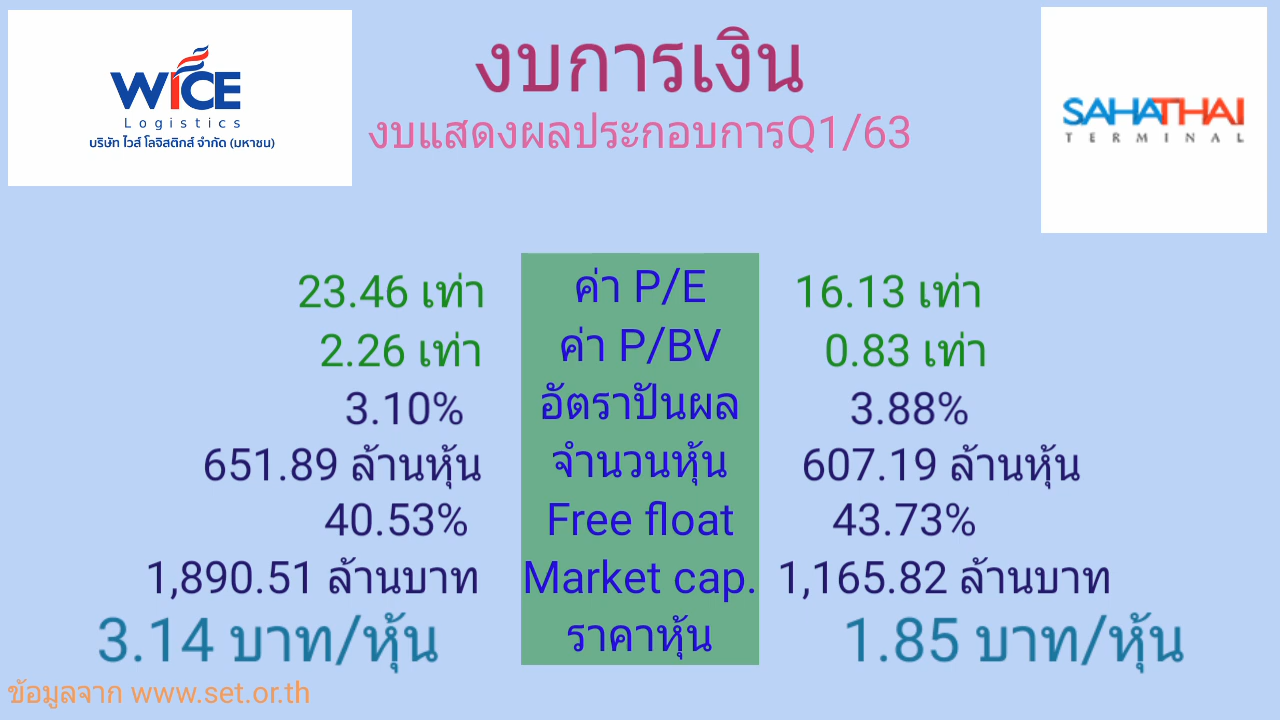 WICE
Logistics
บริษัท ไวส์ โลจิสติกส์ จำกัด (มหาชน)
งบการเงิน
งบแสดงผลประกอบการQ1/63
SAHATHAI
TERMINAL
23.46 เท่า ค่า P/E 16.13 เท่า
2.26 เท่า ค่า P/BV 0.83 เท่า
3.10% อัตราปันผล 3.88%
651.89 ล้านหุ้น จำนวนหุ้น 607.19 ล้านหุ้น
40.53% Free float 43.73%
1,890.51 ล้านบาท Market cap. 1,165.82 ล้านบาท
3.14 บาท/หุ้น ราคาหุ้น 1.85 บาท/หุ้น
ข้อมูลจาก www.set.or.th